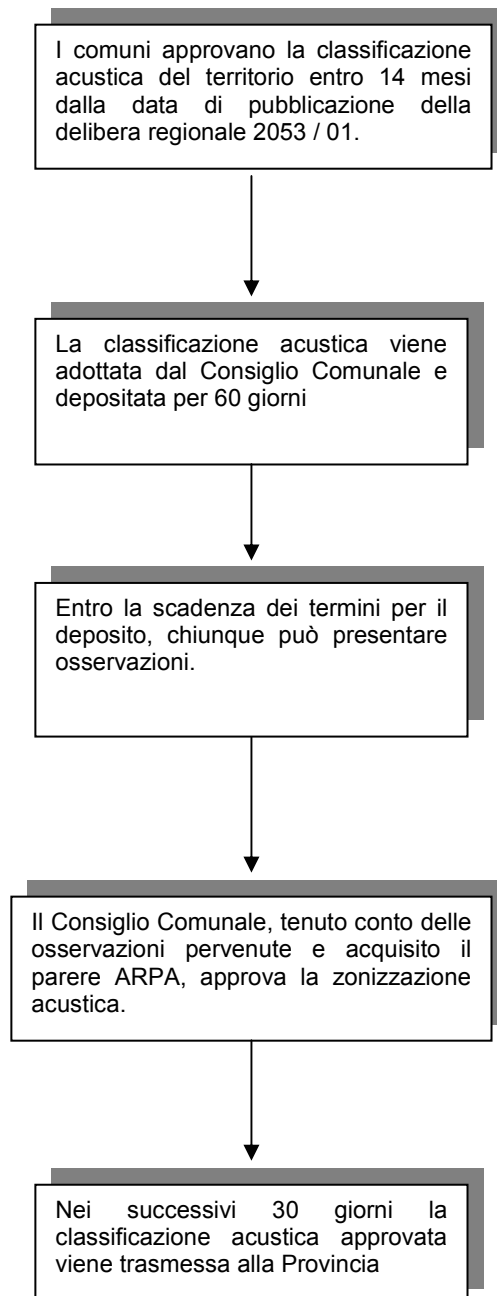 I comuni approvano la classificazione
acustica del territorio entro 14 mesi
dalla data di pubblicazione della
delibera regionale 2053 / 01.
La classificazione acustica viene
adottata dal Consiglio Comunale e
depositata per 60 giorni
Entro la scadenza dei termini per il
deposito, chiunque può presentare
osservazioni.
Il Consiglio Comunale, tenuto conto delle
osservazioni pervenute e acquisito il
parere ARPA, approva la zonizzazione
acustica.
Nei successivi 30 giorni la
classificazione acustica approvata
viene trasmessa alla Provincia